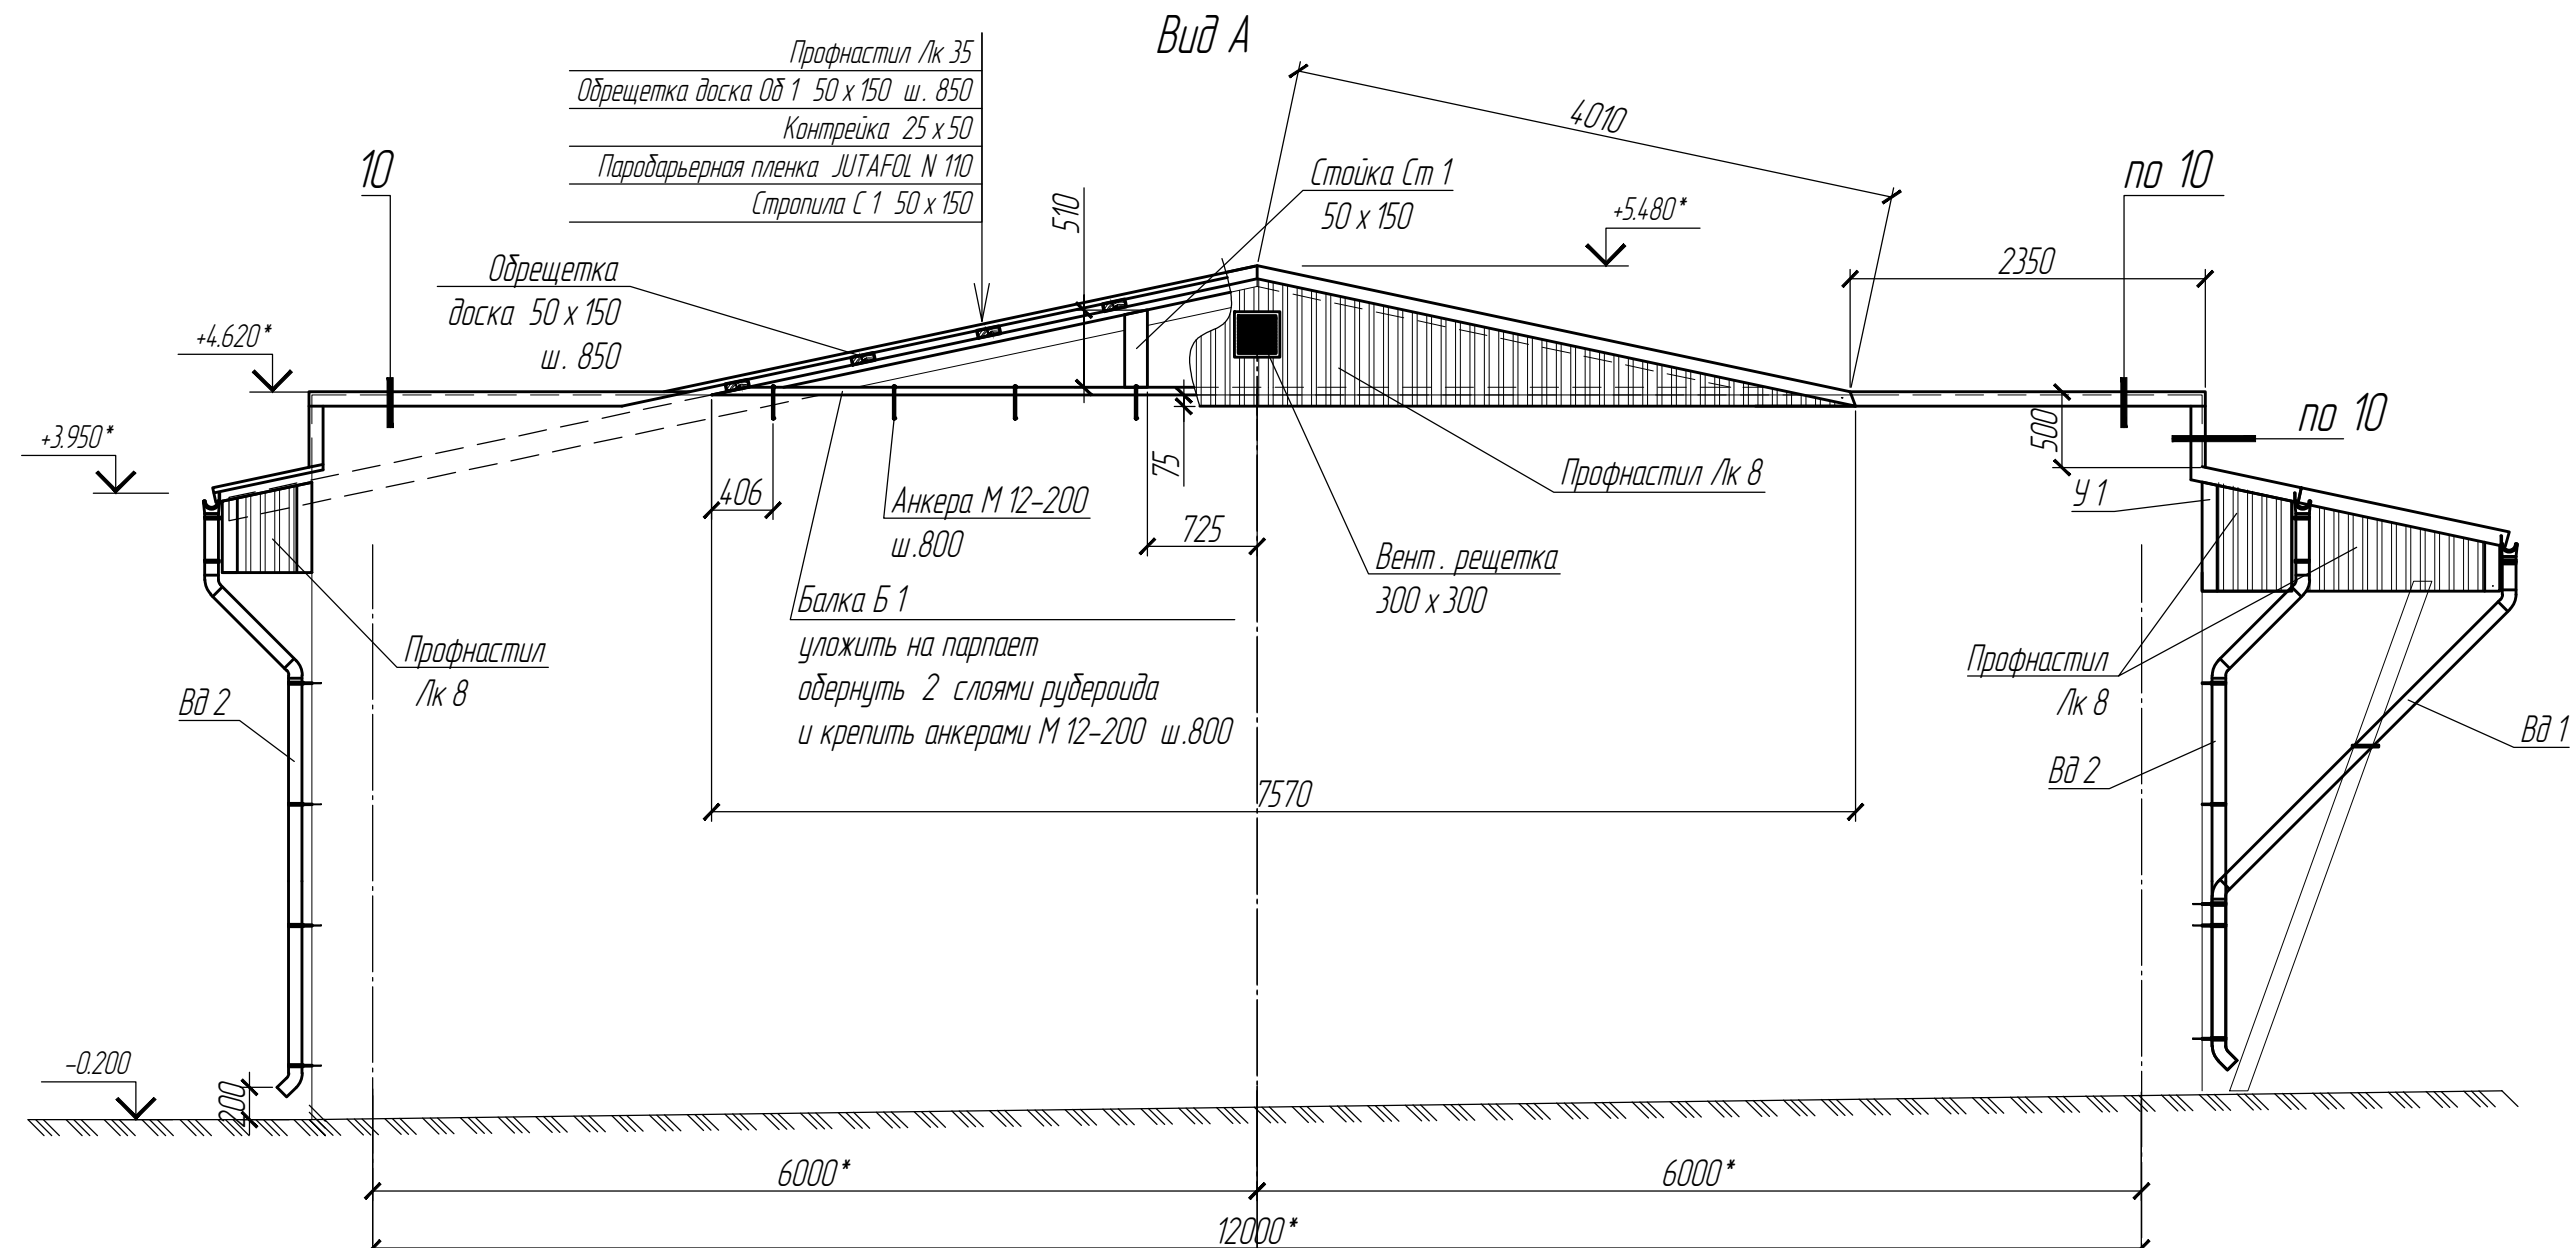 Вид А
Профнастил Лк 35
Обрещетка доска Об 1 50 х 150 ш. 850
Контрейка 25 х 50
Паробарьерная пленка JUTAFOL N 110
Стропила С 1 50 х 150
4010
10
Стойка Ст 1
50 х 150
по 10
510
+5.480*
2350
Обрещетка
доска 50 х 150
ш. 850
+4.620*
+3.950*
500
по 10
75
Профнастил Лк 8
406
Анкера М 12-200
ш.800
725
У 1
Вент. рещетка
300 х 300
Балка Б 1
уложить на парпает
обернуть 2 слоями рубероида
и крепить анкерами М 12-200 ш.800
Профнастил
Лк 8
Вд 2
Профнастил
Лк 8
Вд 2
Вд 1
7570
-0.200
200
6000*
6000*
12000*